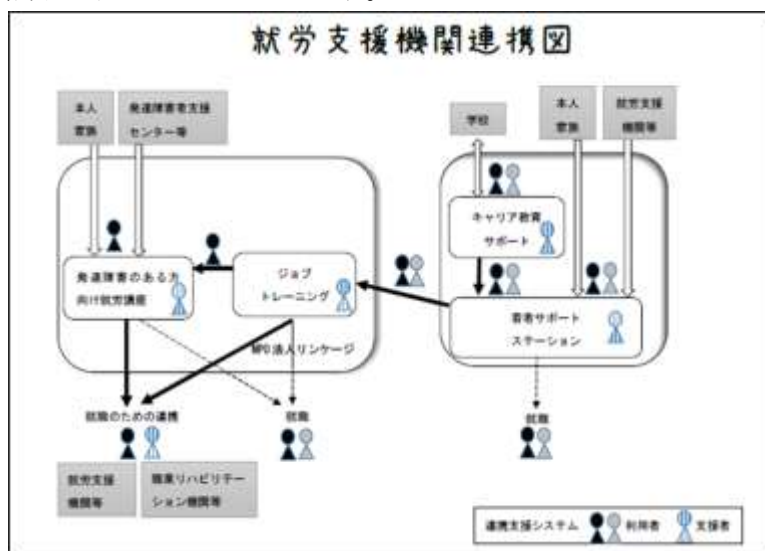 就労支援機関連携図
本人
家族
発達障害者支援
センター等
学校
本人
家族
就労支援
機関等
キャリア教育
サポート
発達障害のある方
向け就労講座
ジョブ
トレーニング
若者サポート
ステーション
NPO法人リンケージ
就職のための連携
就職
就職
就労支援
機関等
職業リハビリテー
ション機関等
連携支援システム
利用者
支援者